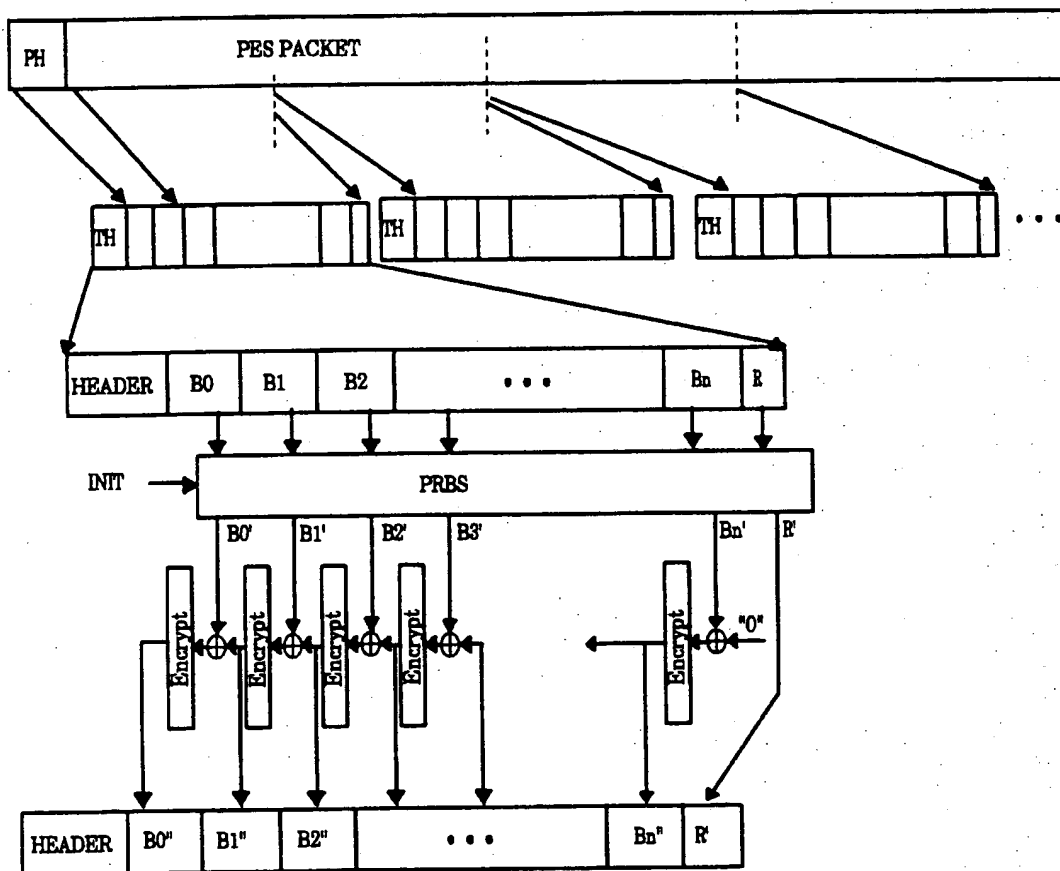 PH PES PACKET
TH TH TH • • •
HEADER B0 B1 B2 • • • Bn R
INIT PRBS
B0' B1' B2' B3' Bn' R'
Encrypt Encrypt Encrypt Encrypt Encrypt "0"
HEADER B0" B1" B2" • • • Bn" R'